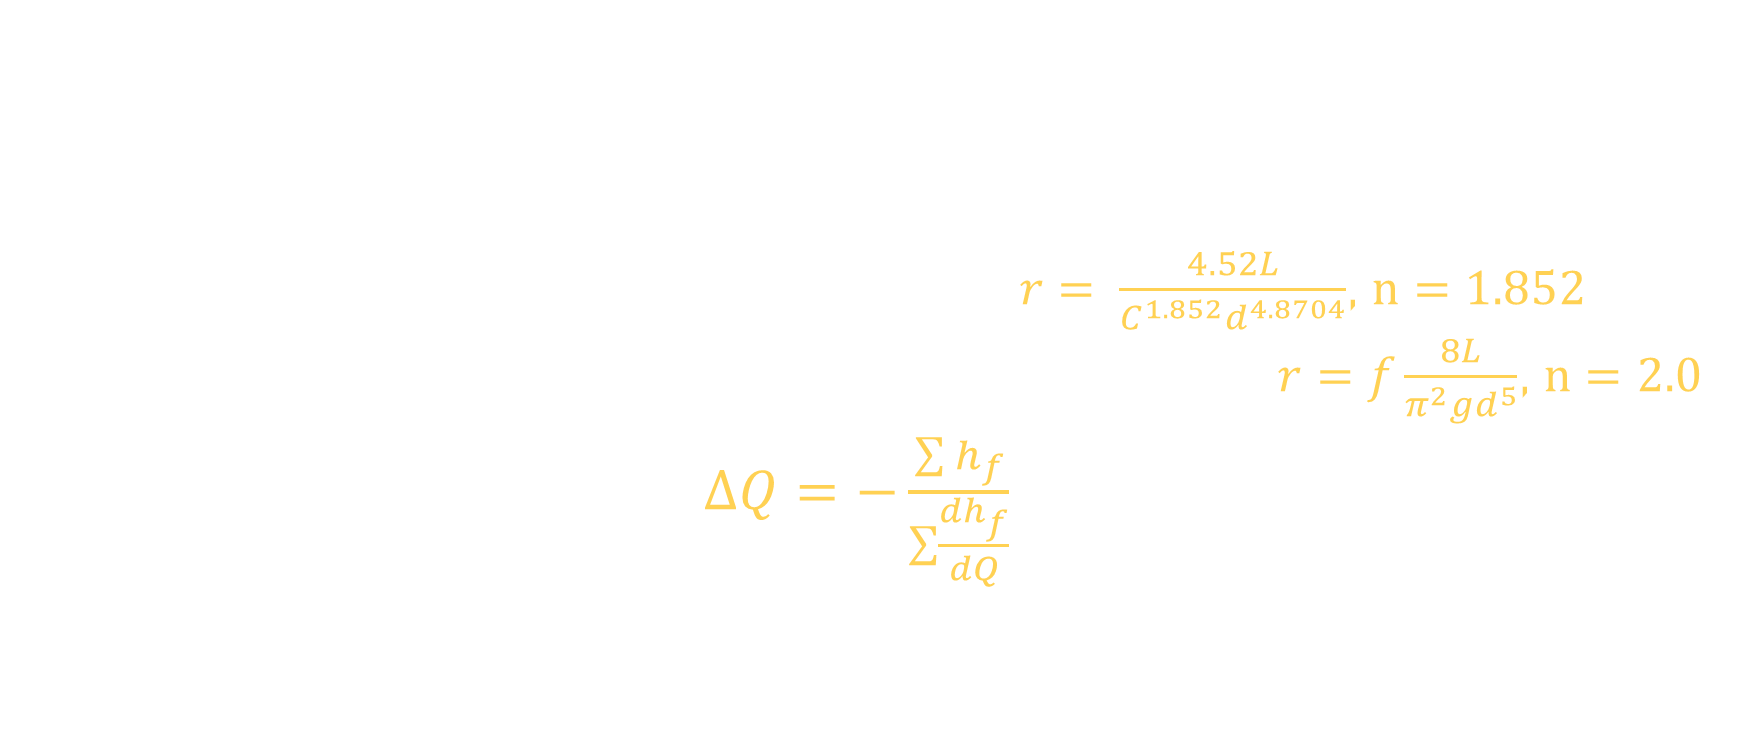 r = 4.52L / C^1.852 d^4.8704, n = 1.852
r = f 8L / π^2 g d^5, n = 2.0
ΔQ = − ∑ h_f / ∑ dh_f / dQ